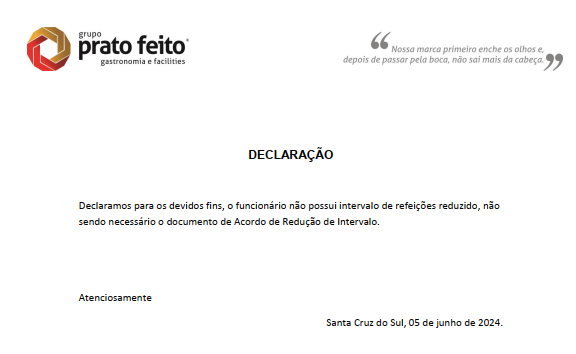 grupo
prato feito
gastronomia e facilities
“Nossa marca primeiro enche os olhos e,
depois de passar pela boca, não sai mais da cabeça.”
DECLARAÇÃO
Declaramos para os devidos fins, o funcionário não possui intervalo de refeições reduzido, não
sendo necessário o documento de Acordo de Redução de Intervalo.
Atenciosamente
Santa Cruz do Sul, 05 de junho de 2024.